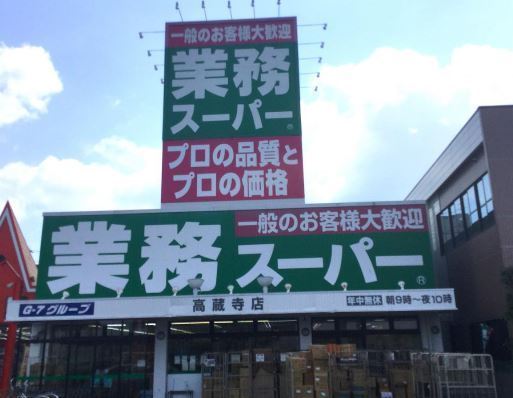 一般のお客様大歓迎
業務
スーパー®
プロの品質と
プロの価格
一般のお客様大歓迎
業務スーパー®
G-7グループ
高蔵寺店
年中無休 朝9時〜夜10時